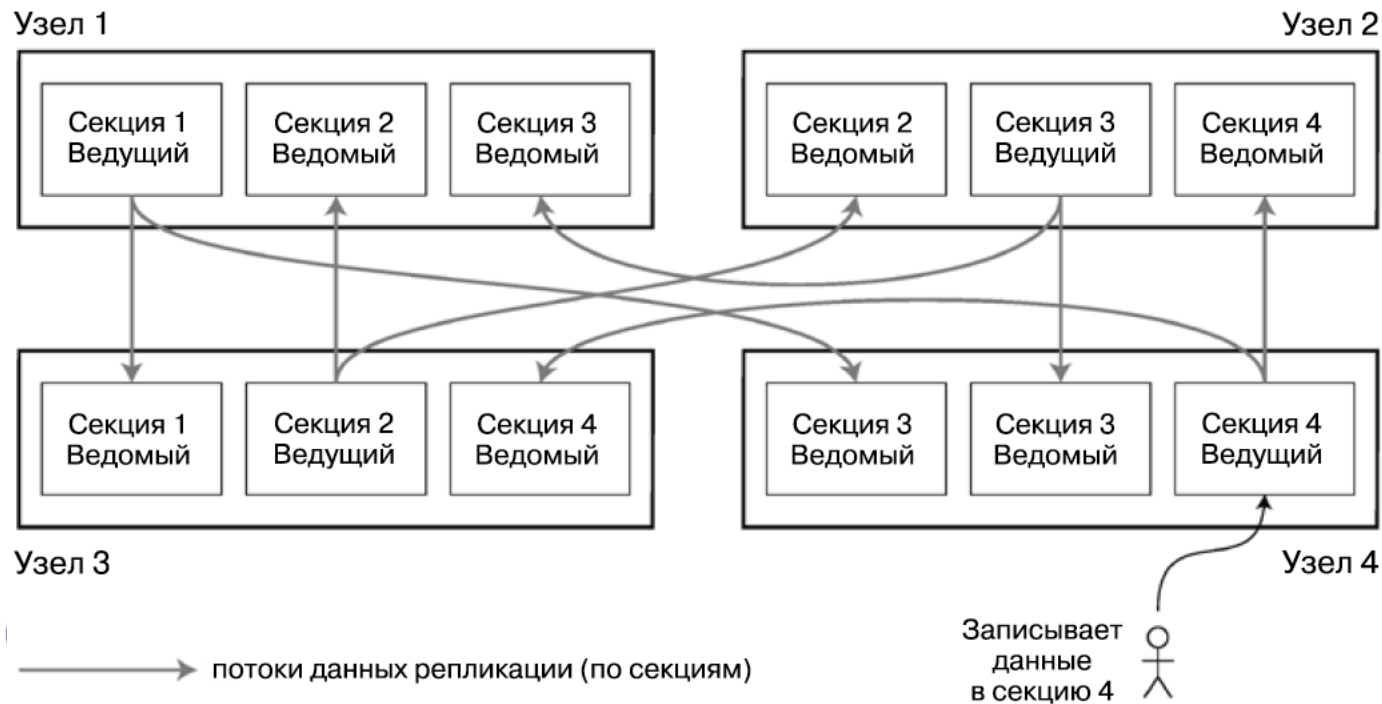 Узел 1
Узел 2
Секция 1
Ведущий
Секция 2
Ведомый
Секция 3
Ведомый
Секция 2
Ведомый
Секция 3
Ведущий
Секция 4
Ведомый
Секция 1
Ведомый
Секция 2
Ведущий
Секция 4
Ведомый
Секция 3
Ведомый
Секция 3
Ведомый
Секция 4
Ведущий
Узел 3
Узел 4
потоки данных репликации (по секциям)
Записывает
данные
в секцию 4